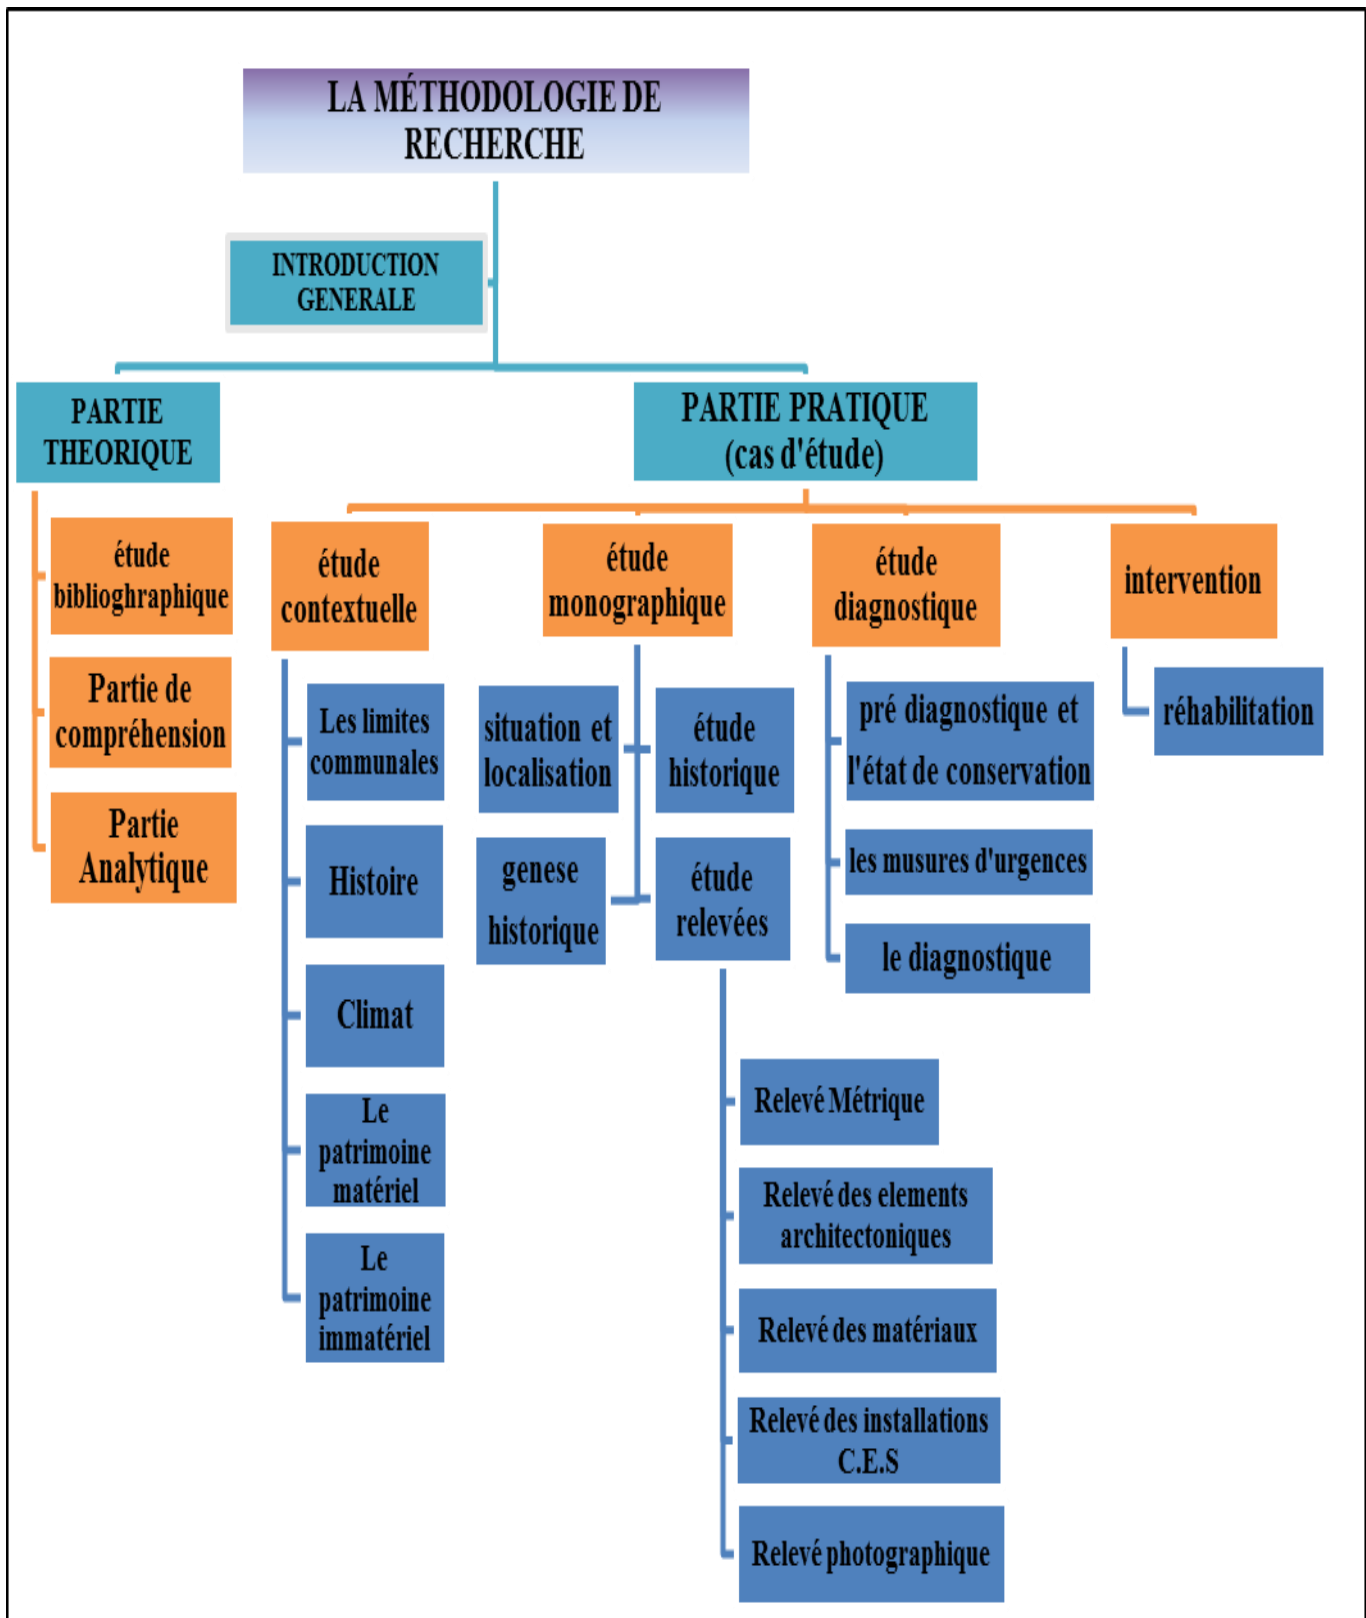 LA MÉTHODOLOGIE DE
RECHERCHE
INTRODUCTION
GENERALE
PARTIE
THEORIQUE
étude
biblioghraphique
Partie de
compréhension
Partie
Analytique
PARTIE PRATIQUE
(cas d'étude)
étude
contextuelle
Les limites
communales
Histoire
Climat
Le
patrimoine
matériel
Le
patrimoine
immatériel
étude
monographique
situation et
localisation
étude
historique
genese
historique
étude
relevées
Relevé Métrique
Relevé des elements
architectoniques
Relevé des matériaux
Relevé des installations
C.E.S
Relevé photographique
étude
diagnostique
pré diagnostique et
l'état de conservation
les musures d'urgences
le diagnostique
intervention
réhabilitation